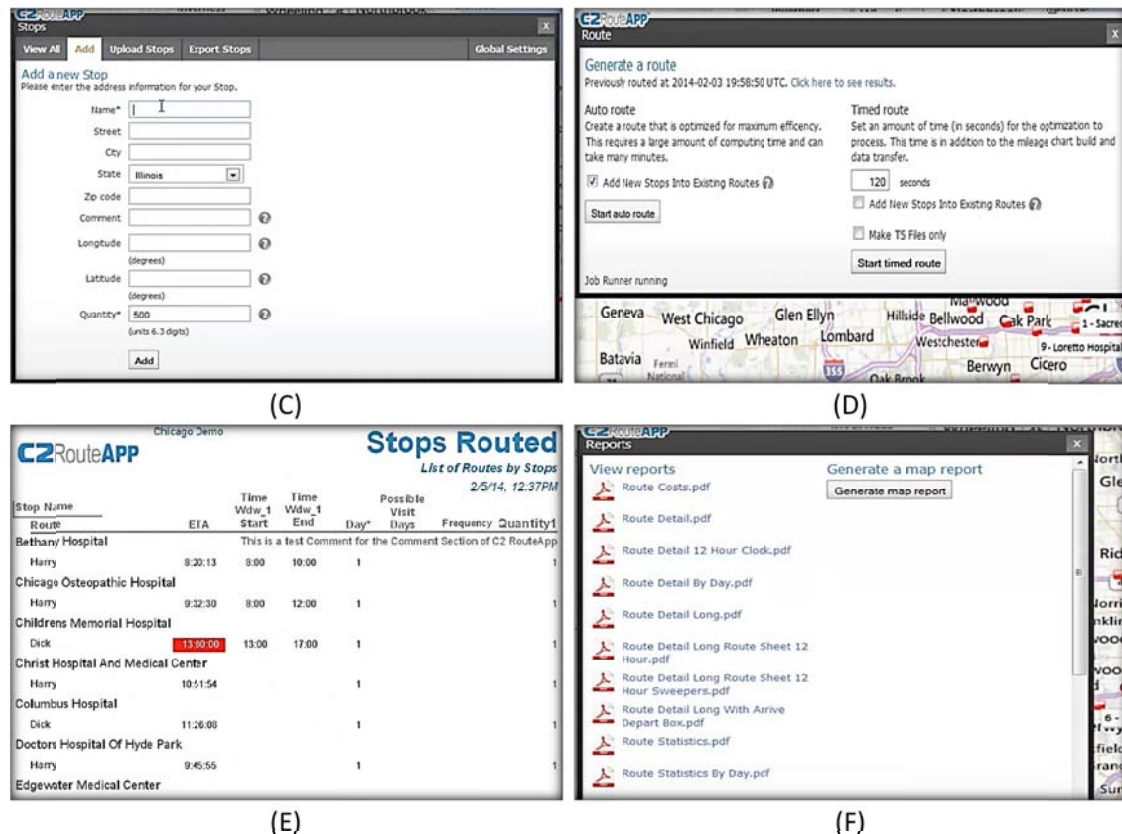 C2RouteAPP
Stops
x
View All Add Upload Stops Export Stops Global Settings
Add a new Stop
Please enter the address information for your Stop.
Name*
Street
City
State Illinois
Zip code
Comment
Longitude
(degrees)
Latitude
(degrees)
Quantity* 500
(units 6.3 digits)
Add
(C)
C2RouteAPP
Route
x
Generate a route
Previously routed at 2014-02-03 19:58:50 UTC. Click here to see results.
Auto route
Create a route that is optimized for maximum efficency.
This requres a large amount of computing time and can
take many minutes.
Add New Stops Into Existing Routes
Start auto route
Job Runner running
Timed route
Set an amount of time (in seconds) for the optimization to
process. This time is in addition to the mileage chart build and
data transfer.
120 seconds
Add New Stops Into Existing Routes
Make TS Files only
Start timed route
Geneva West Chicago Glen Ellyn Hillside Bellwood Maywood Oak Park
1 - Sacred
Winfield Wheaton Lombard Westchester
9- Loretto Hospital
Batavia Fermi National 355 Oak Brook Berwyn Cicero
(D)
Chicago Demo
C2RouteAPP
Stops Routed
List of Routes by Stops
2/5/14, 12:37PM
Stop Name
Route ETA Time Wdw_1 Start Time Wdw_1 End Day* Possible Visit Days Frequency Quantity1
Bethany Hospital This is a test Comment for the Comment Section of C2 RouteApp
Harry 8:20:13 8:00 10:00 1 1
Chicago Osteopathic Hospital
Harry 9:32:30 8:00 12:00 1 1
Childrens Memorial Hospital
Dick 13:00:00 13:00 17:00 1 1
Christ Hospital And Medical Center
Harry 10:51:54 1 1
Columbus Hospital
Dick 11:26:08 1 1
Doctors Hospital Of Hyde Park
Harry 9:45:55 1 1
Edgewater Medical Center
(E)
C2RouteAPP
Reports
x
View reports
Route Costs.pdf
Route Detail.pdf
Route Detail 12 Hour Clock.pdf
Route Detail By Day.pdf
Route Detail Long.pdf
Route Detail Long Route Sheet 12
Hour.pdf
Route Detail Long Route Sheet 12
Hour Sweepers.pdf
Route Detail Long With Arrive
Depart Box.pdf
Route Statistics.pdf
Route Statistics By Day.pdf
Generate a map report
Generate map report
6 -
(F)